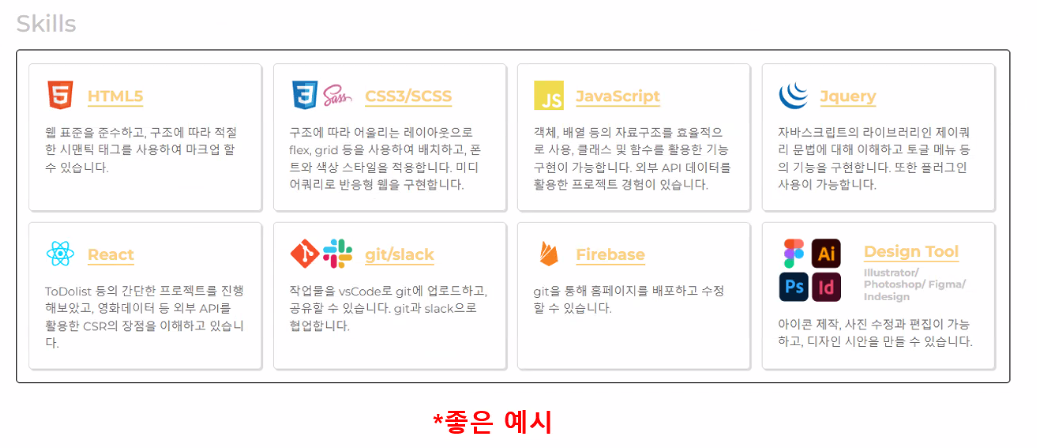 Skills
HTML5
웹 표준을 준수하고, 구조에 따라 적절
한 시맨틱 태그를 사용하여 마크업 할
수 있습니다.
3
Sass
CSS3/SCSS
구조에 따라 어울리는 레이아웃으로
flex, grid 등을 사용하여 배치하고, 폰
트와 색상 스타일을 적용합니다. 미디
어쿼리로 반응형 웹을 구현합니다.
JS
JavaScript
객체, 배열 등의 자료구조를 효율적으
로 사용, 클래스 및 함수를 활용한 기능
구현이 가능합니다. 외부 API 데이터를
활용한 프로젝트 경험이 있습니다.
Jquery
자바스크립트의 라이브러리인 제이쿼
리 문법에 대해 이해하고 토글 메뉴 등
의 기능을 구현합니다. 또한 플러그인
사용이 가능합니다.
React
ToDolist 등의 간단한 프로젝트를 진행
해보았고, 영화데이터 등 외부 API를
활용한 CSR의 장점을 이해하고 있습니
다.
git/slack
작업물을 vsCode로 git에 업로드하고,
공유할 수 있습니다. git과 slack으로
협업합니다.
Firebase
git을 통해 홈페이지를 배포하고 수정
할 수 있습니다.
Ai
Ps
Id
Design Tool
Illustrator/
Photoshop/ Figma/
Indesign
아이콘 제작, 사진 수정과 편집이 가능
하고, 디자인 시안을 만들 수 있습니다.
*좋은 예시